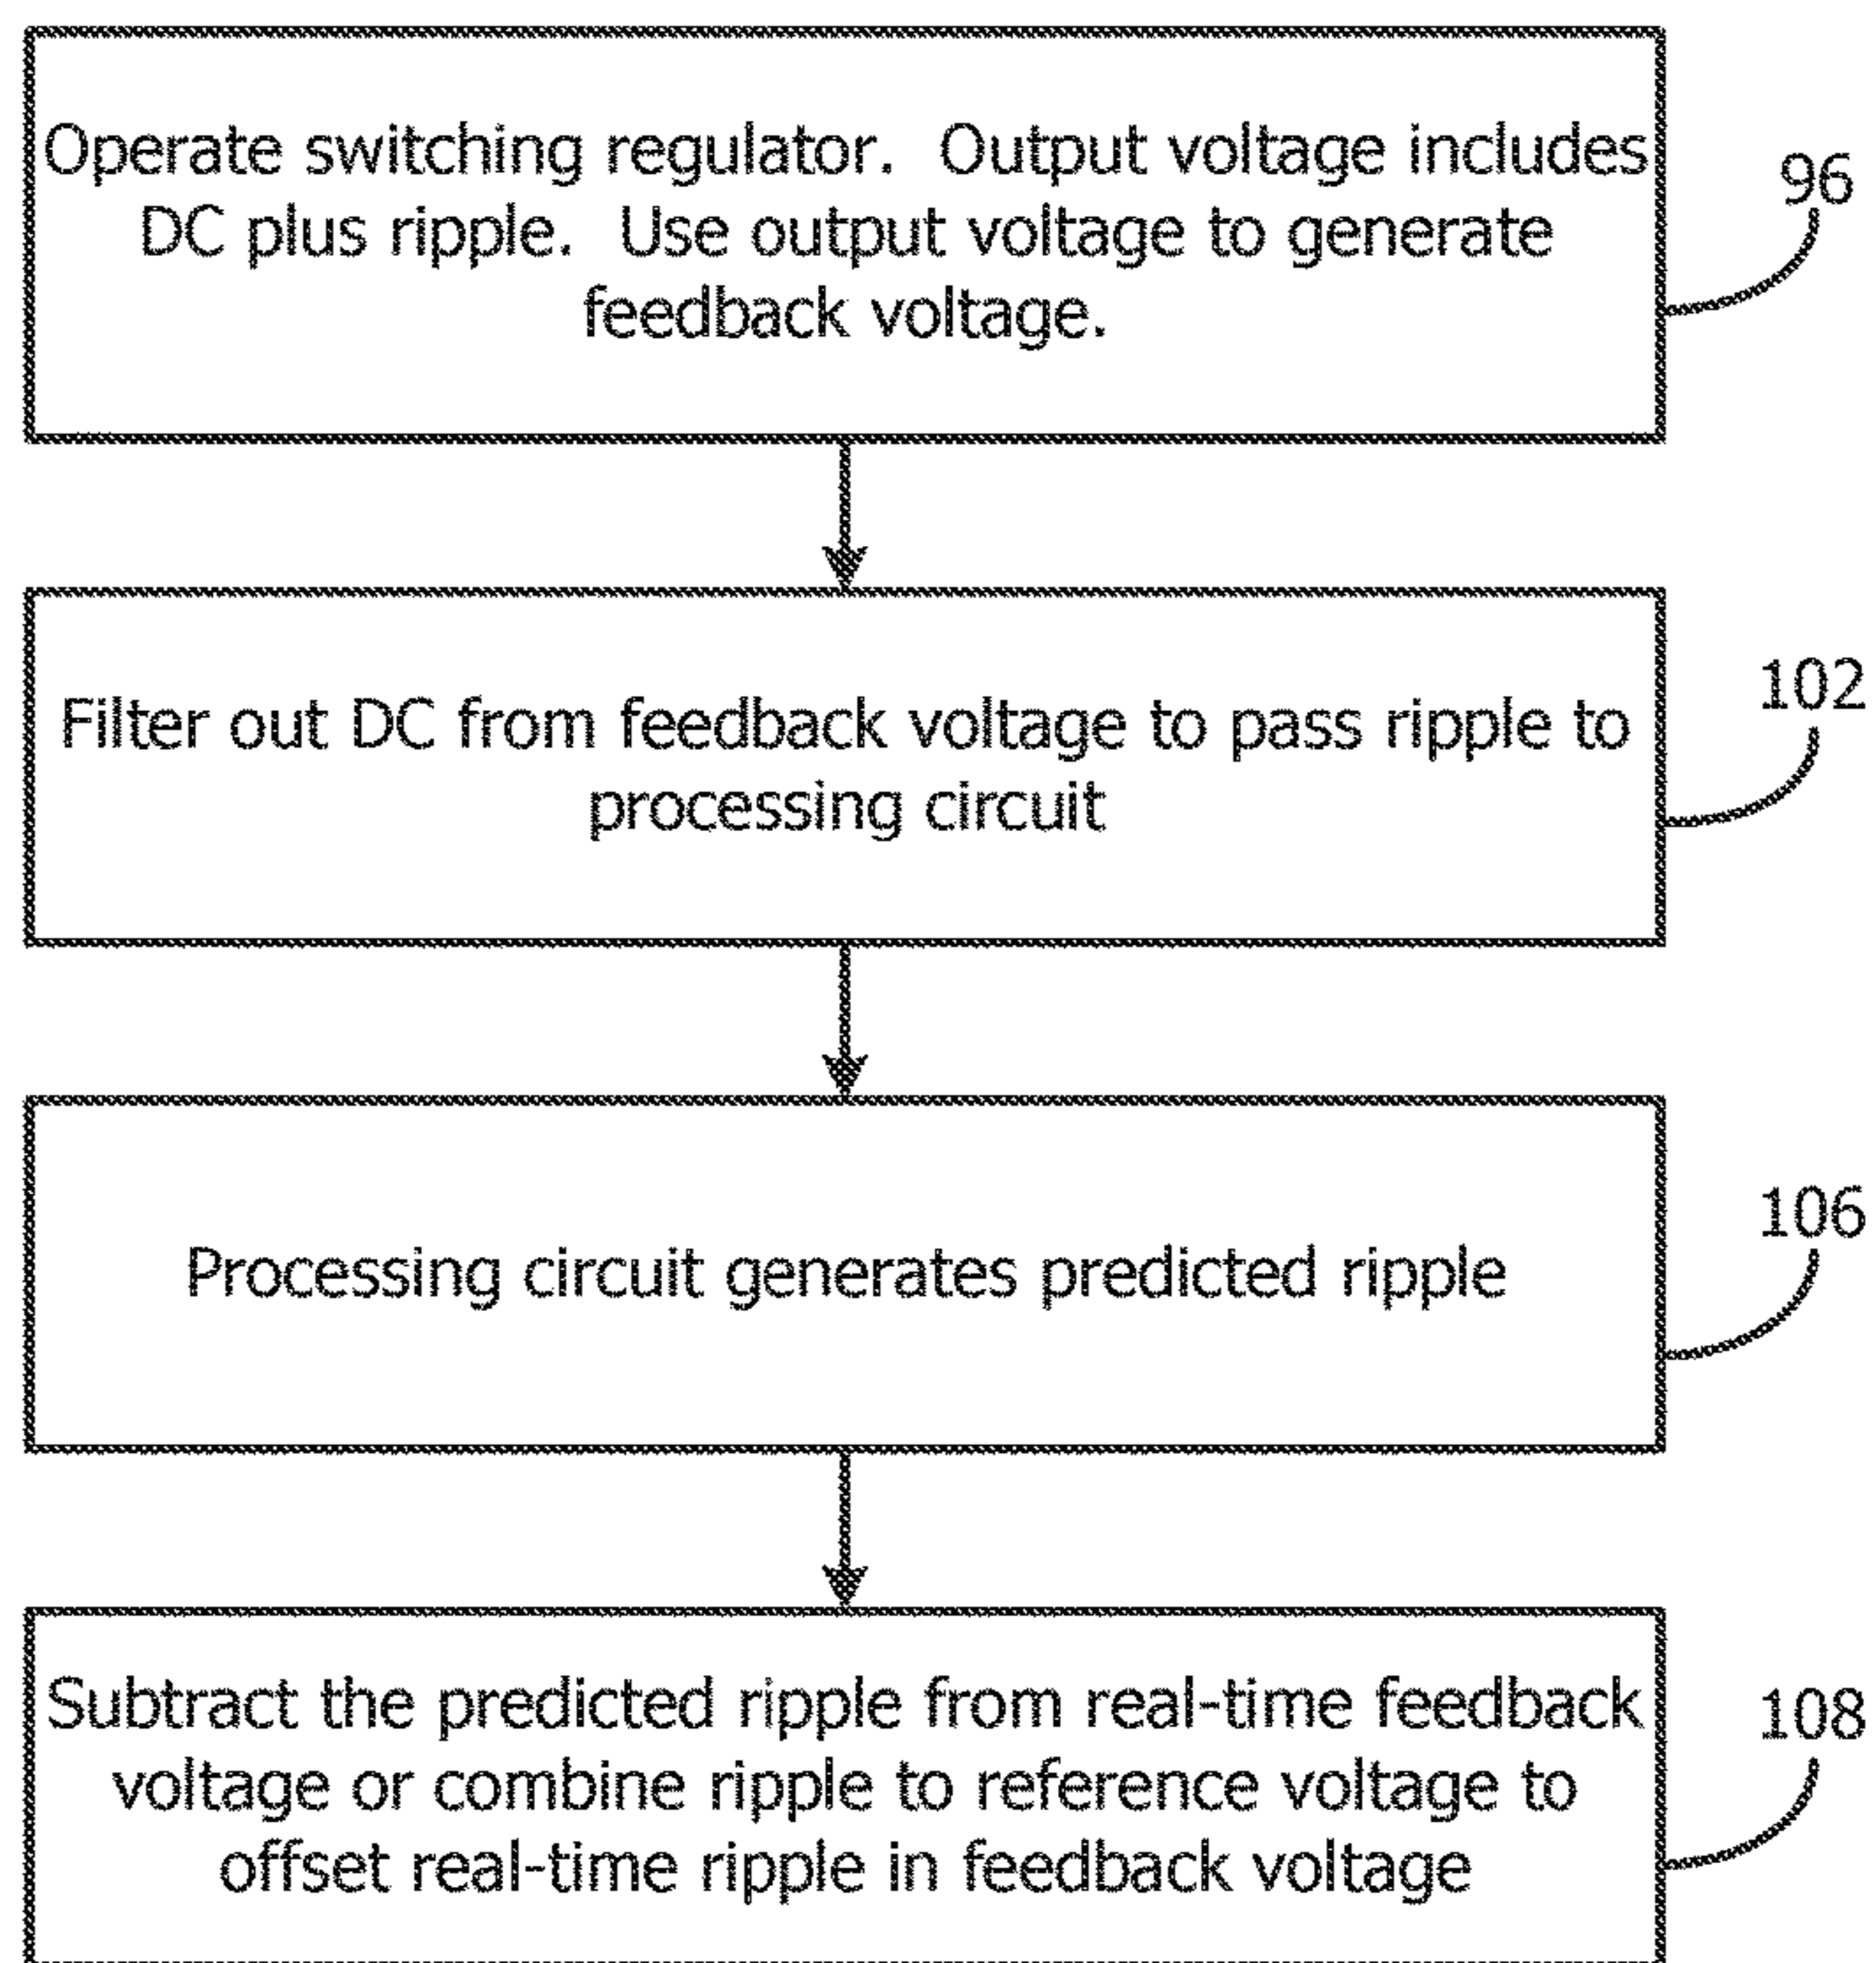 Operate switching regulator. Output voltage includes
DC plus ripple. Use output voltage to generate
feedback voltage.
96
Filter out DC from feedback voltage to pass ripple to
processing circuit
102
Processing circuit generates predicted ripple
106
Subtract the predicted ripple from real-time feedback
voltage or combine ripple to reference voltage to
offset real-time ripple in feedback voltage
108